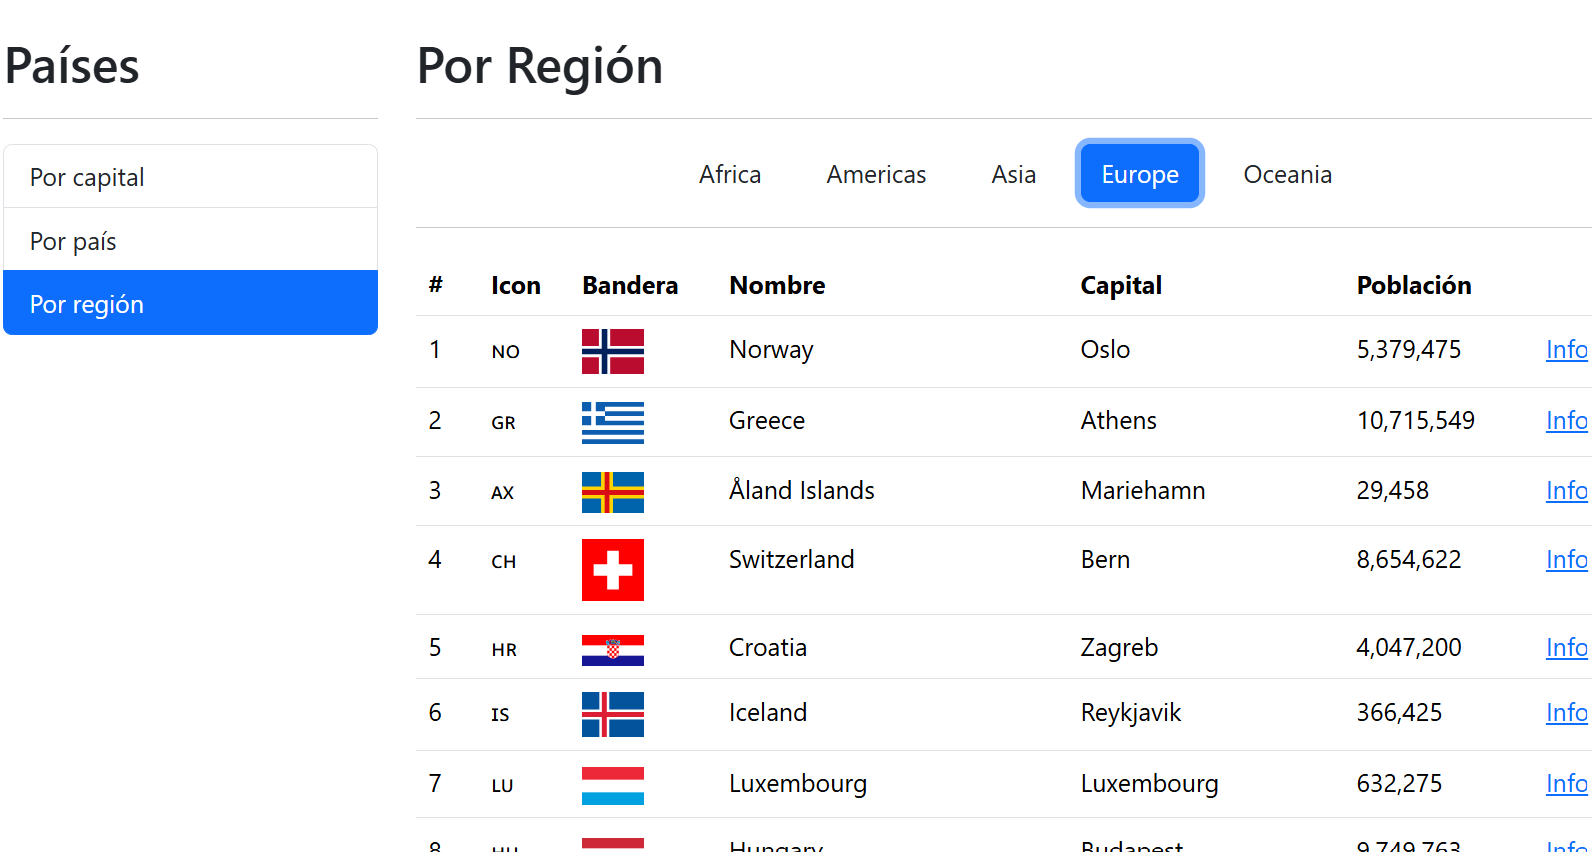 Países
Por capital
Por país
Por región
Por Región
Africa Americas Asia Europe Oceania
# Icon Bandera Nombre Capital Población
1 NO Norway Oslo 5,379,475 Info
2 GR Greece Athens 10,715,549 Info
3 AX Åland Islands Mariehamn 29,458 Info
4 CH Switzerland Bern 8,654,622 Info
5 HR Croatia Zagreb 4,047,200 Info
6 IS Iceland Reykjavik 366,425 Info
7 LU Luxembourg Luxembourg 632,275 Info
8 HU Hungary Budapest 9,749,763 Info